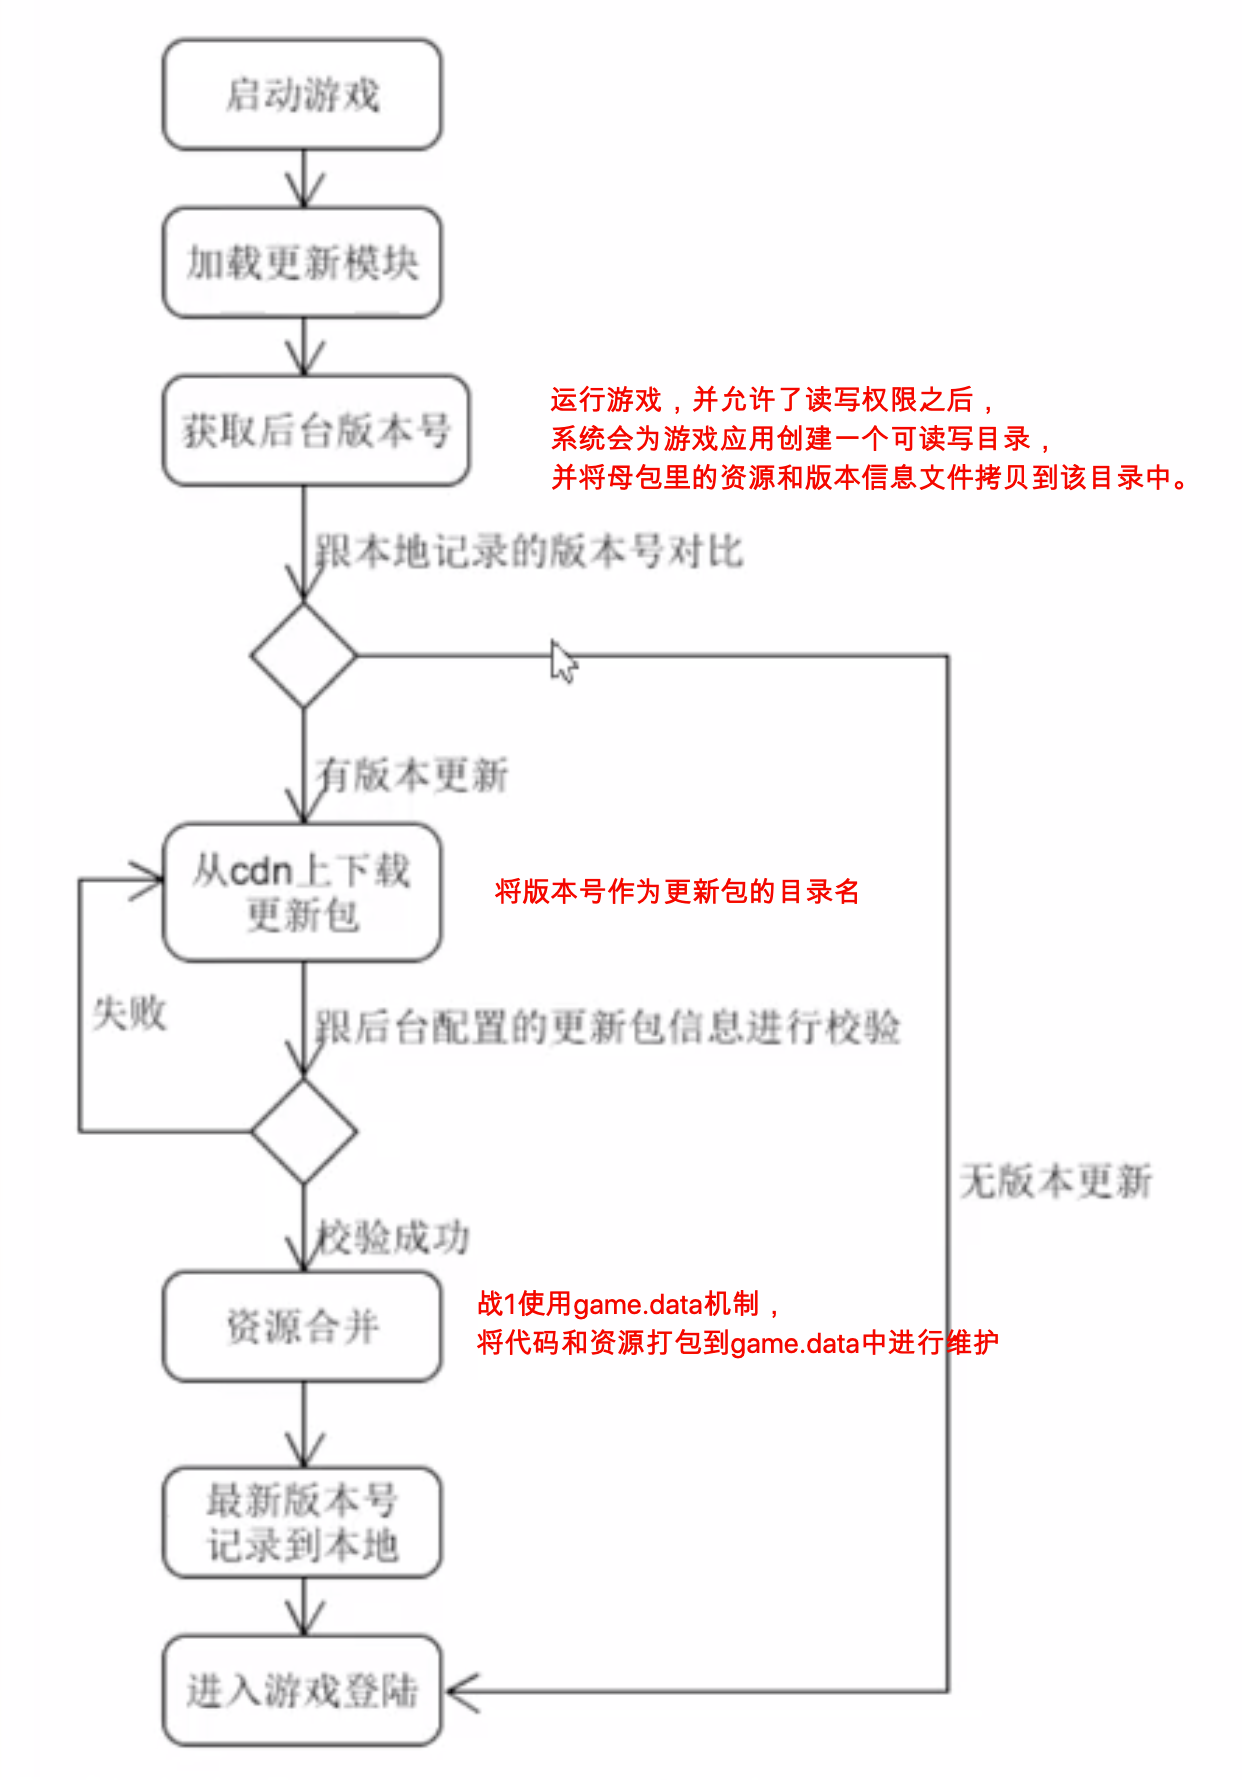 启动游戏
加载更新模块
获取后台版本号
运行游戏，并允许了读写权限之后，
系统会为游戏应用创建一个可读写目录，
并将母包里的资源和版本信息文件拷贝到该目录中。
跟本地记录的版本号对比
有版本更新
从cdn上下载
更新包
将版本号作为更新包的目录名
失败
跟后台配置的更新包信息进行校验
无版本更新
校验成功
资源合并
战1使用game.data机制，
将代码和资源打包到game.data中进行维护
最新版本号
记录到本地
进入游戏登陆